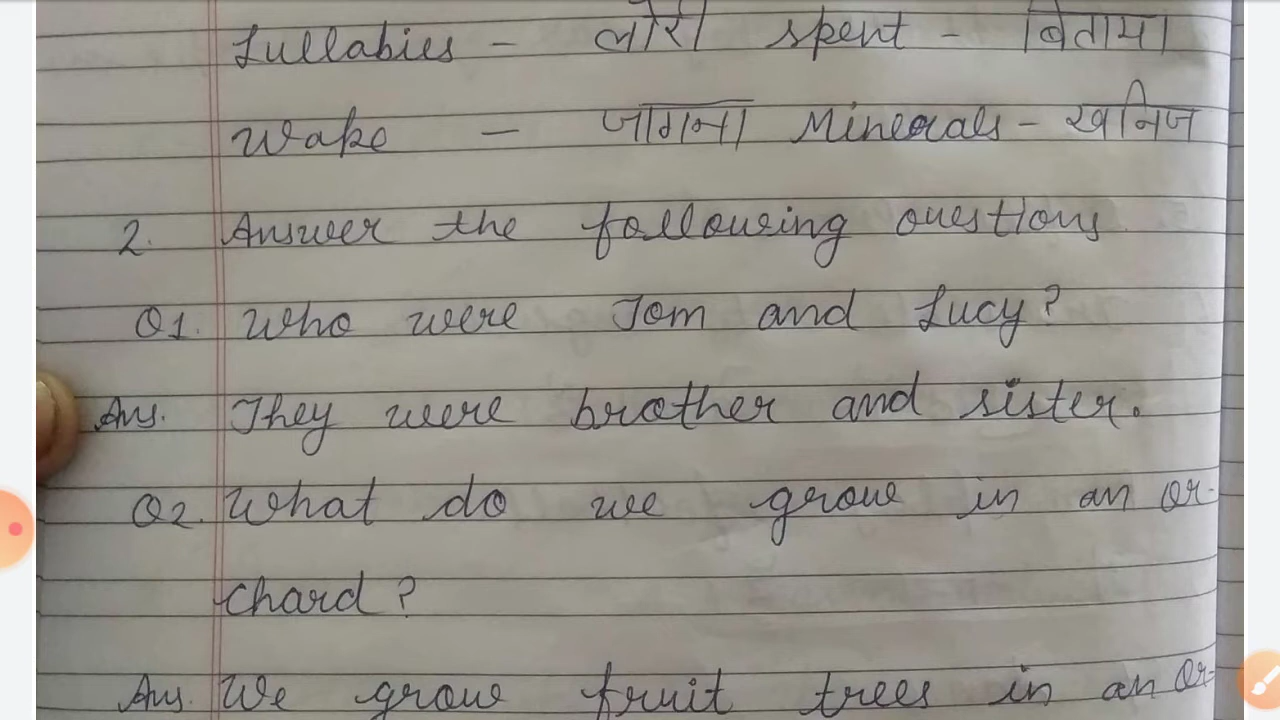 Lullabies - लोरी spent - बिताया
Wake - जागना Minerals - खनिज
2. Answer the following ouestions
Q1. Who were Tom and Lucy?
Ans. They were brother and sister.
Q2. What do we grow in an or-
chard?
Ans. We grow fruit trees in an or-